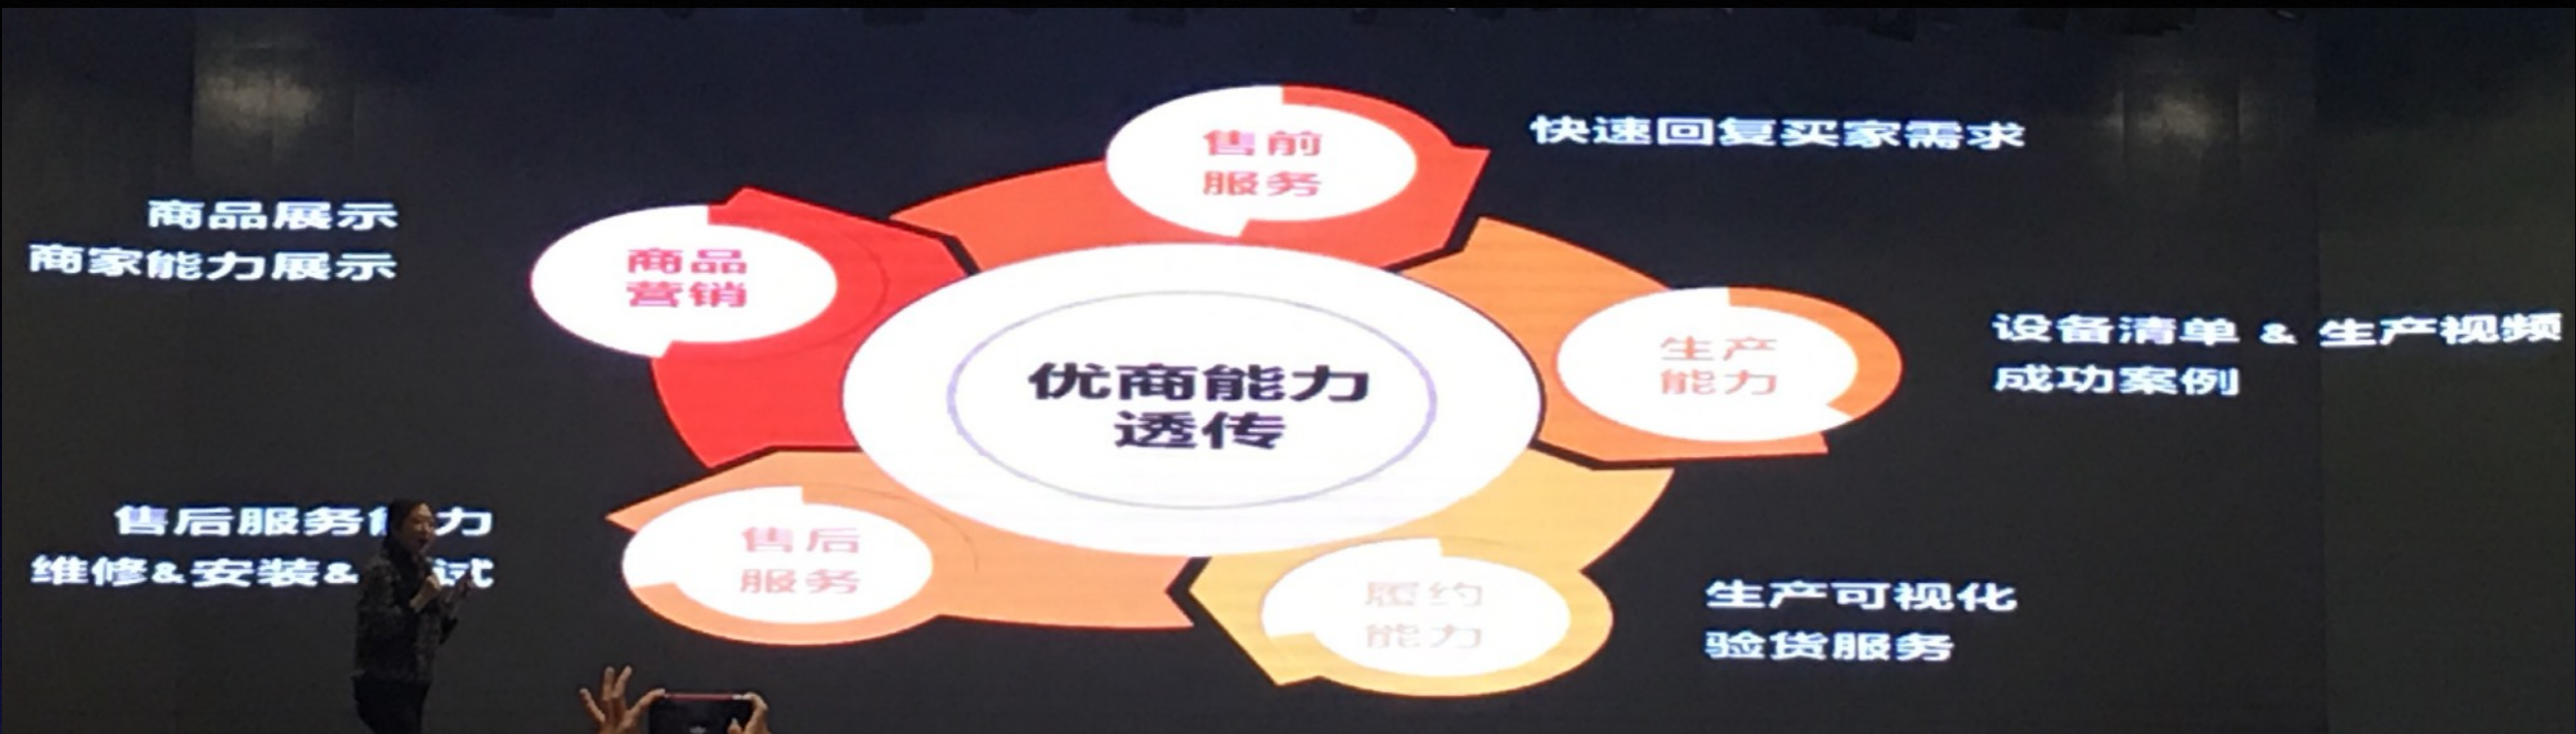 售前
服务
快速回复买家需求
商品展示
商家能力展示
商品
营销
生产
能力
设备清单 & 生产视频
成功案例
优商能力
透传
售后服务 力
维修&安装& 试
售后
服务
履约
能力
生产可视化
验货服务